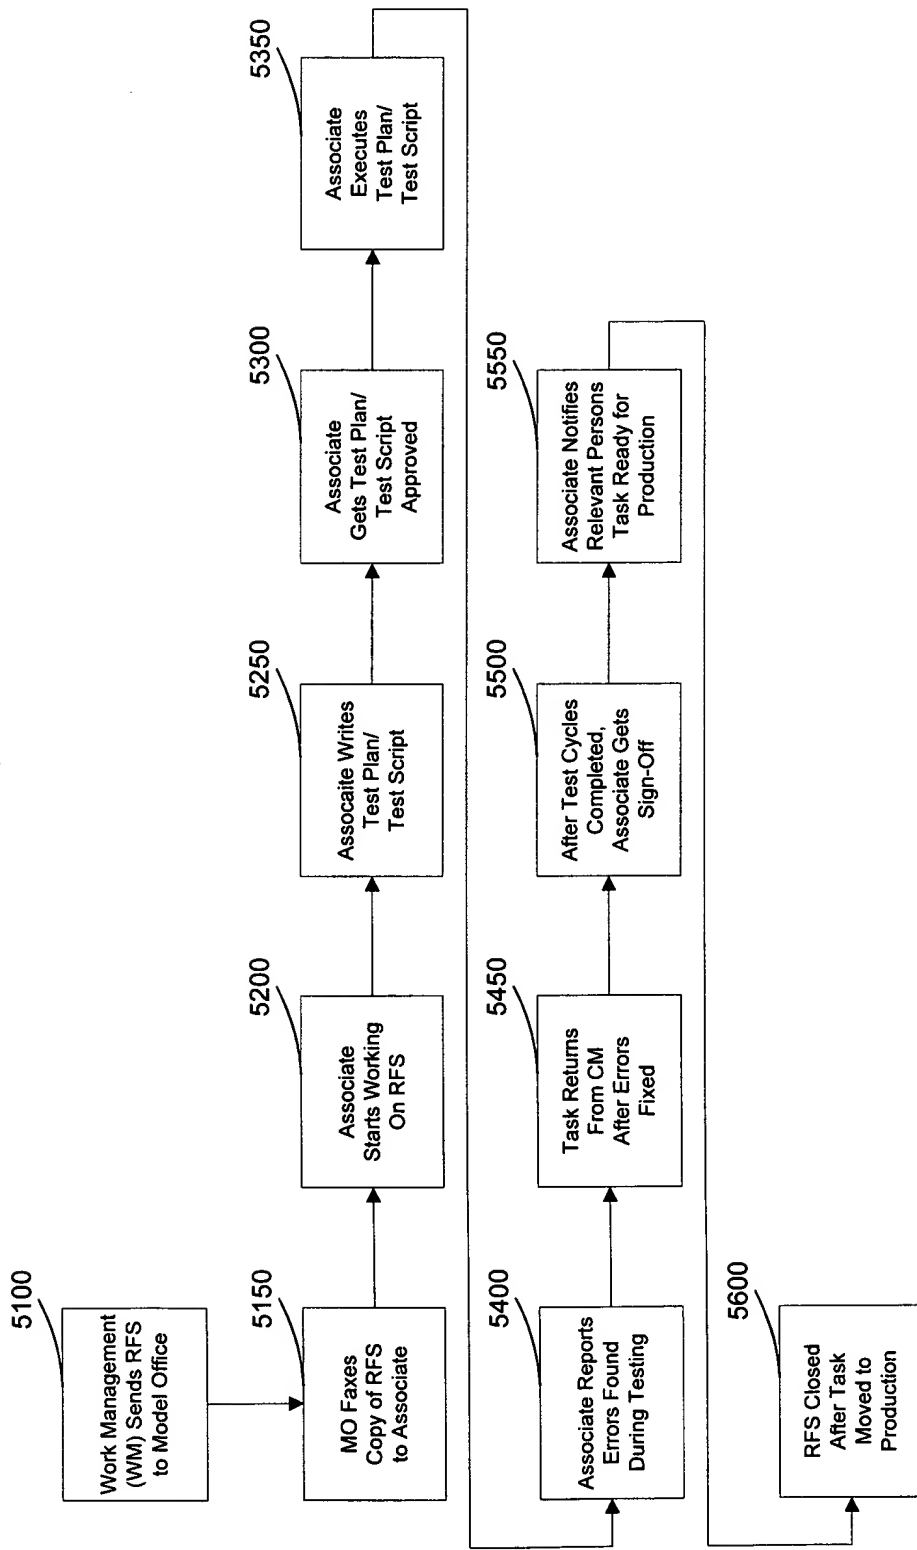 5100
Work Management
(WM) Sends RFS
to Model Office
5150
MO Faxes
Copy of RFS
to Associate
5200
Associate
Starts Working
On RFS
5250
Assocaite Writes
Test Plan/
Test Script
5300
Associate
Gets Test Plan/
Test Script
Approved
5350
Associate
Executes
Test Plan/
Test Script
5400
Associate Reports
Errors Found
During Testing
5450
Task Returns
From CM
After Errors
Fixed
5500
After Test Cycles
Completed,
Associate Gets
Sign-Off
5550
Associate Notifies
Relevant Persons
Task Ready for
Production
5600
RFS Closed
After Task
Moved to
Production